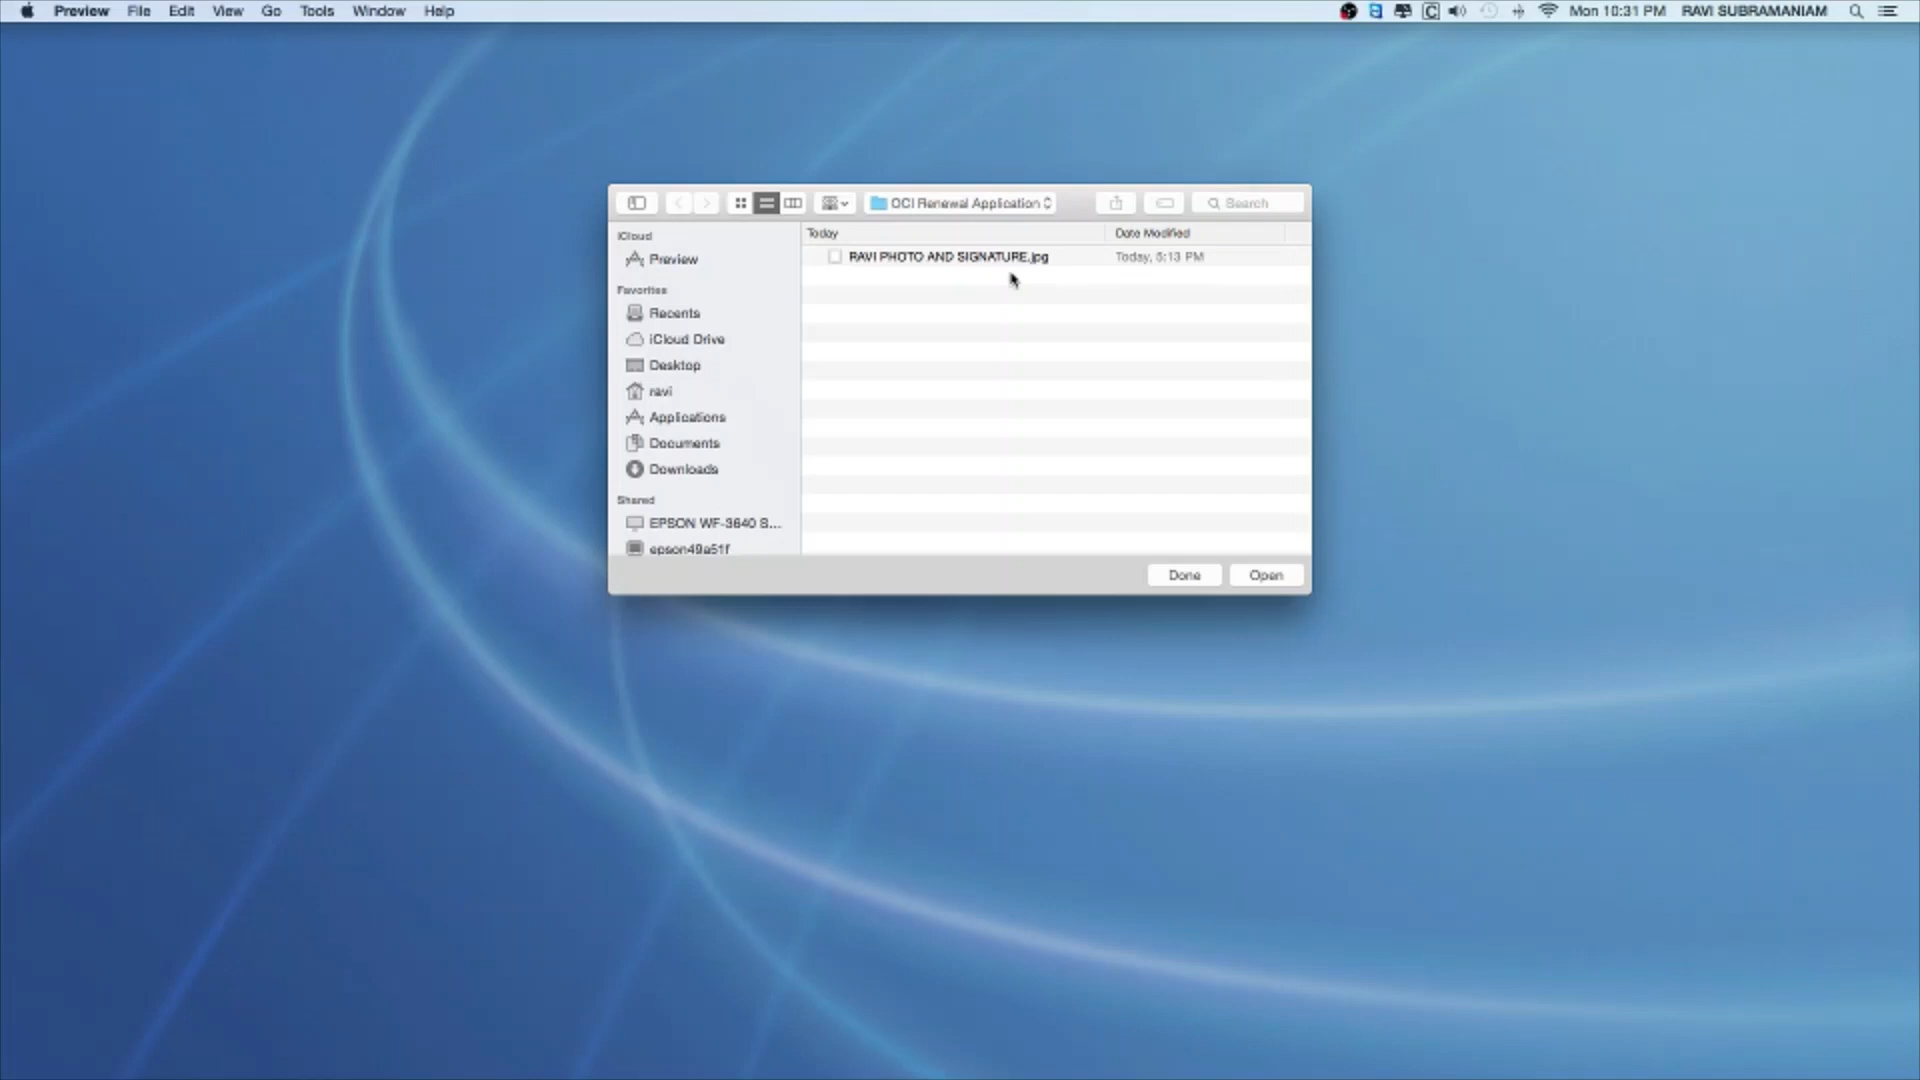 Preview File Edit View Go Tools Window Help Mon 10:31 PM RAVI SUBRAMANIAM
OCI Renewal Application Search
iCloud
Preview
Favorites
Recents
iCloud Drive
Desktop
ravi
Applications
Documents
Downloads
Shared
EPSON WF-3640 S...
epson49a51f
Today Date Modified
RAVI PHOTO AND SIGNATURE.jpg Today, 5:13 PM
Done Open